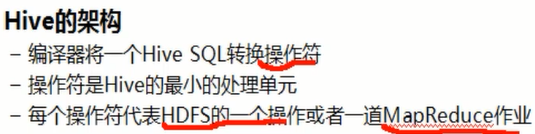 Hive的架构
– 编译器将一个Hive SQL转换操作符
– 操作符是Hive的最小的处理单元
– 每个操作符代表HDFS的一个操作或者一道MapReduce作业